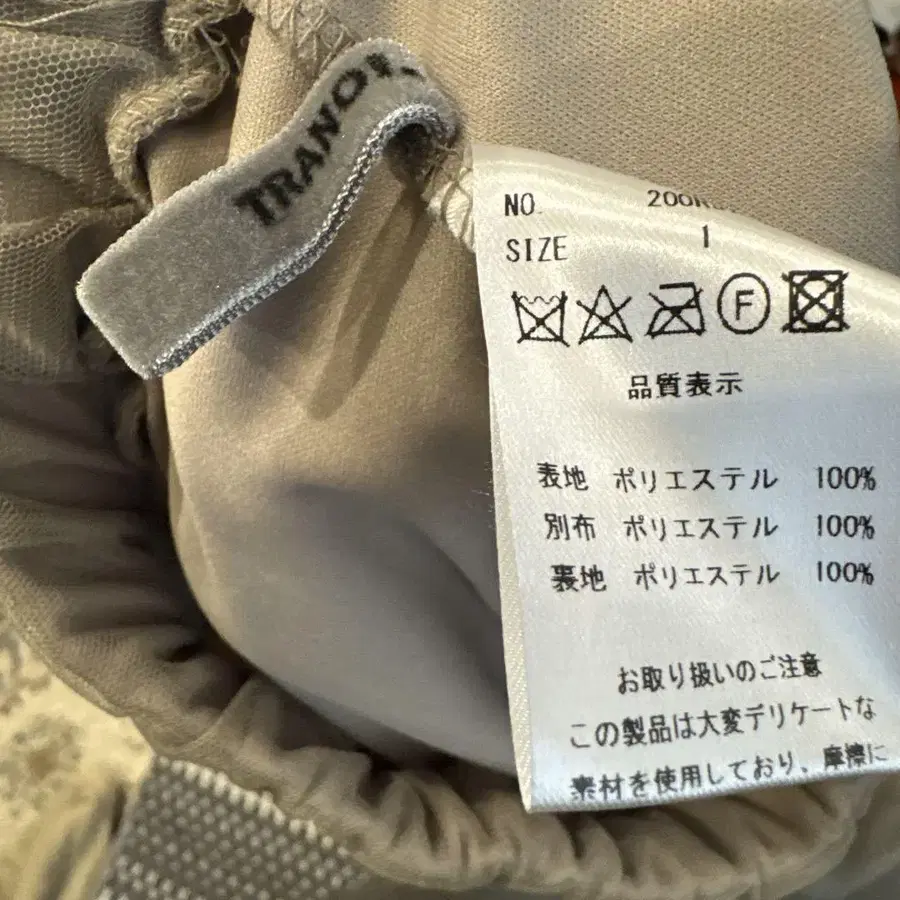 NO.
SIZE 1
F
品質表示
表地 ポリエステル 100%
別布 ポリエステル 100%
裏地 ポリエステル 100%
お取り扱いのご注意
この製品は大変デリケートな
素材を使用しており、摩擦に